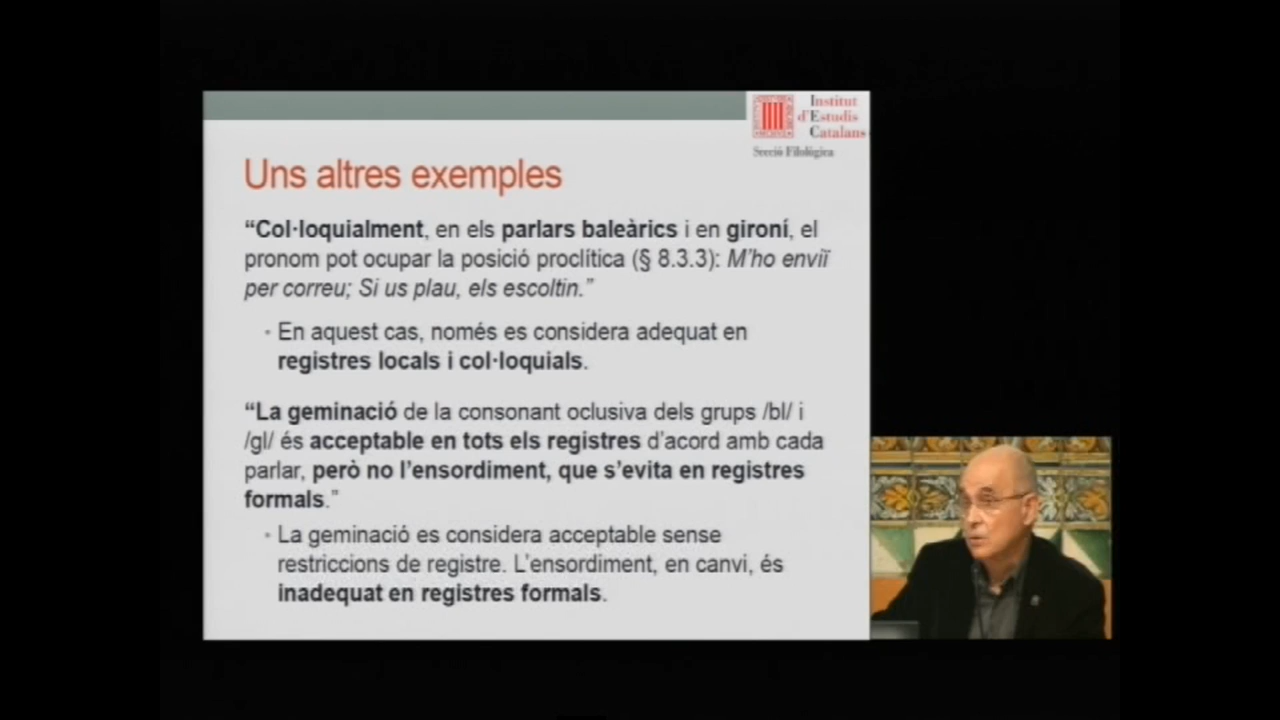 Institut
d'Estudis
Catalans
Secció Filològica
Uns altres exemples
“Col·loquialment, en els parlars baleàrics i en gironí, el
pronom pot ocupar la posició proclítica (§ 8.3.3): M’ho enviï
per correu; Si us plau, els escoltin.”
· En aquest cas, només es considera adequat en
registres locals i col·loquials.
“La geminació de la consonant oclusiva dels grups /bl/ i
/gl/ és acceptable en tots els registres d’acord amb cada
parlar, però no l’ensordiment, que s’evita en registres
formals.”
· La geminació es considera acceptable sense
restriccions de registre. L’ensordiment, en canvi, és
inadequat en registres formals.